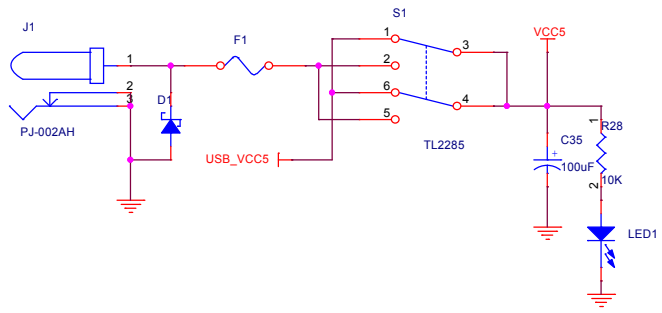 S1
J1
VCC5
F1
1
3
1
2
2
D1
6
4
3
5
PJ-002AH
TL2285
USB_VCC5
C35
+
100uF
1
R28
2
10K
LED1